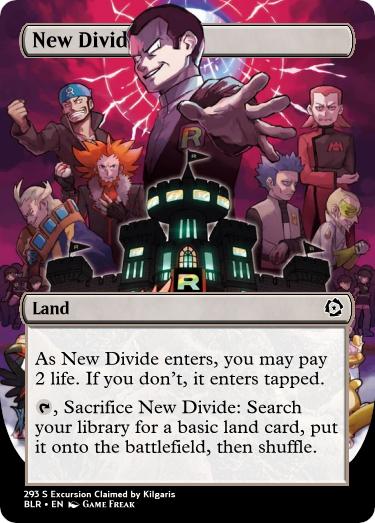 New Divid
R
R
Land
As New Divide enters, you may pay
2 life. If you don't, it enters tapped.
, Sacrifice New Divide: Search
your library for a basic land card, put
it onto the battlefield, then shuffle.
293 S Excursion Claimed by Kilgaris
BLR • EN Game Freak